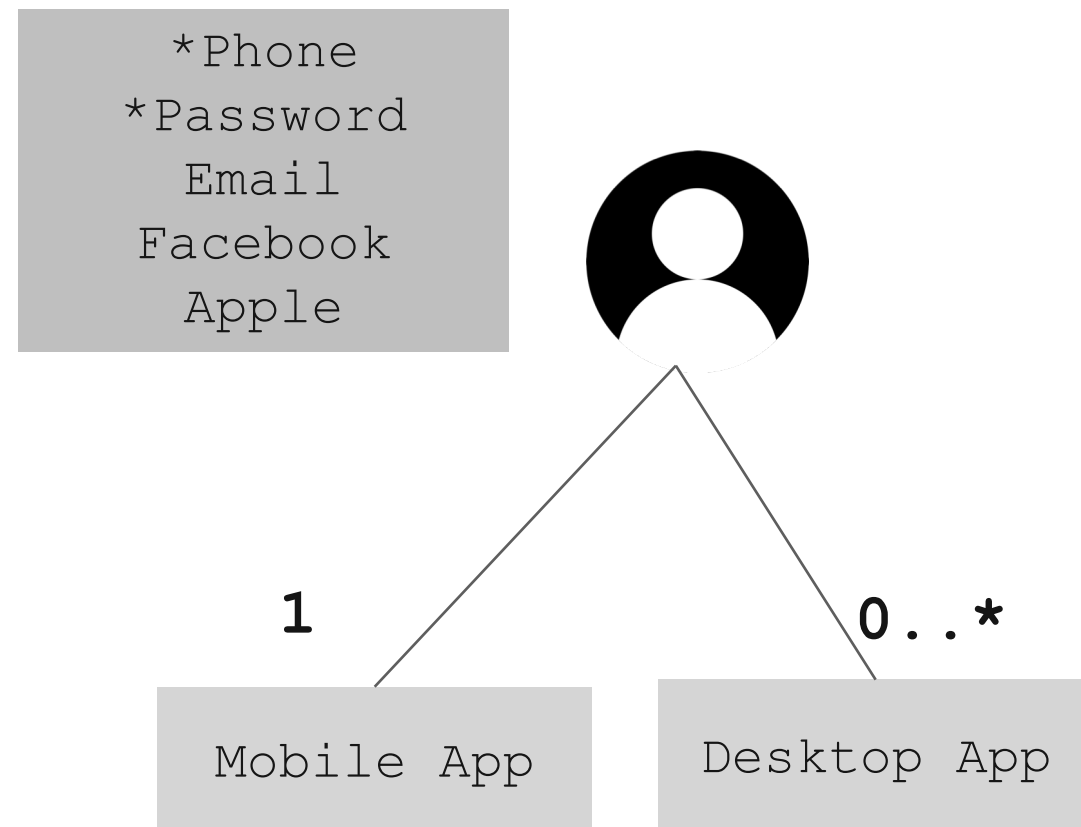 *Phone
*Password
Email
Facebook
Apple
1
0..*
Mobile App
Desktop App